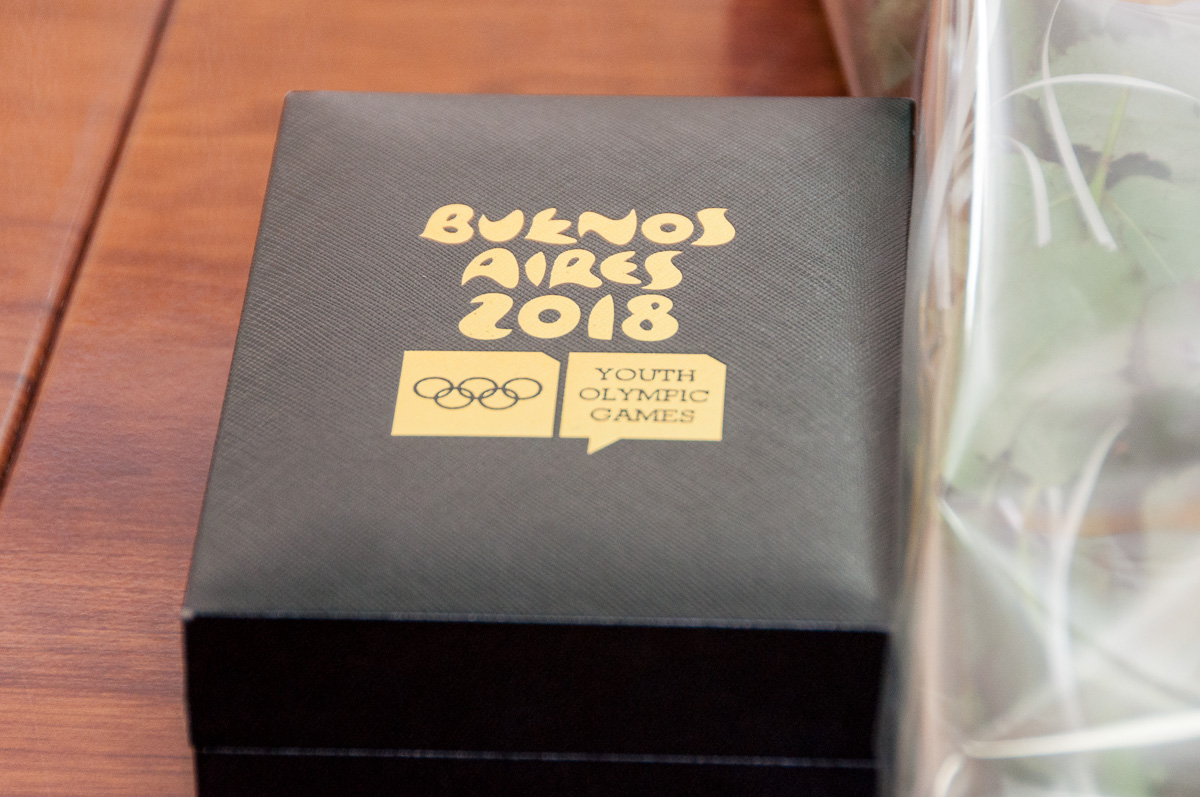 BUENOS
AIRES
2018
YOUTH
OLYMPIC
GAMES